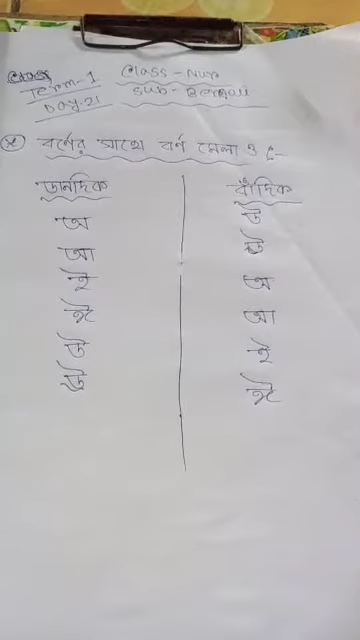 Term-1 Class-Nur
Day-21 Sub-Bengali
বর্ণের সাথে বর্ণ মেলাও ঃ-
ডানদিক বাঁদিক
অ উ
আ ঊ
ই অ
ঈ আ
উ ই
ঊ ঈ